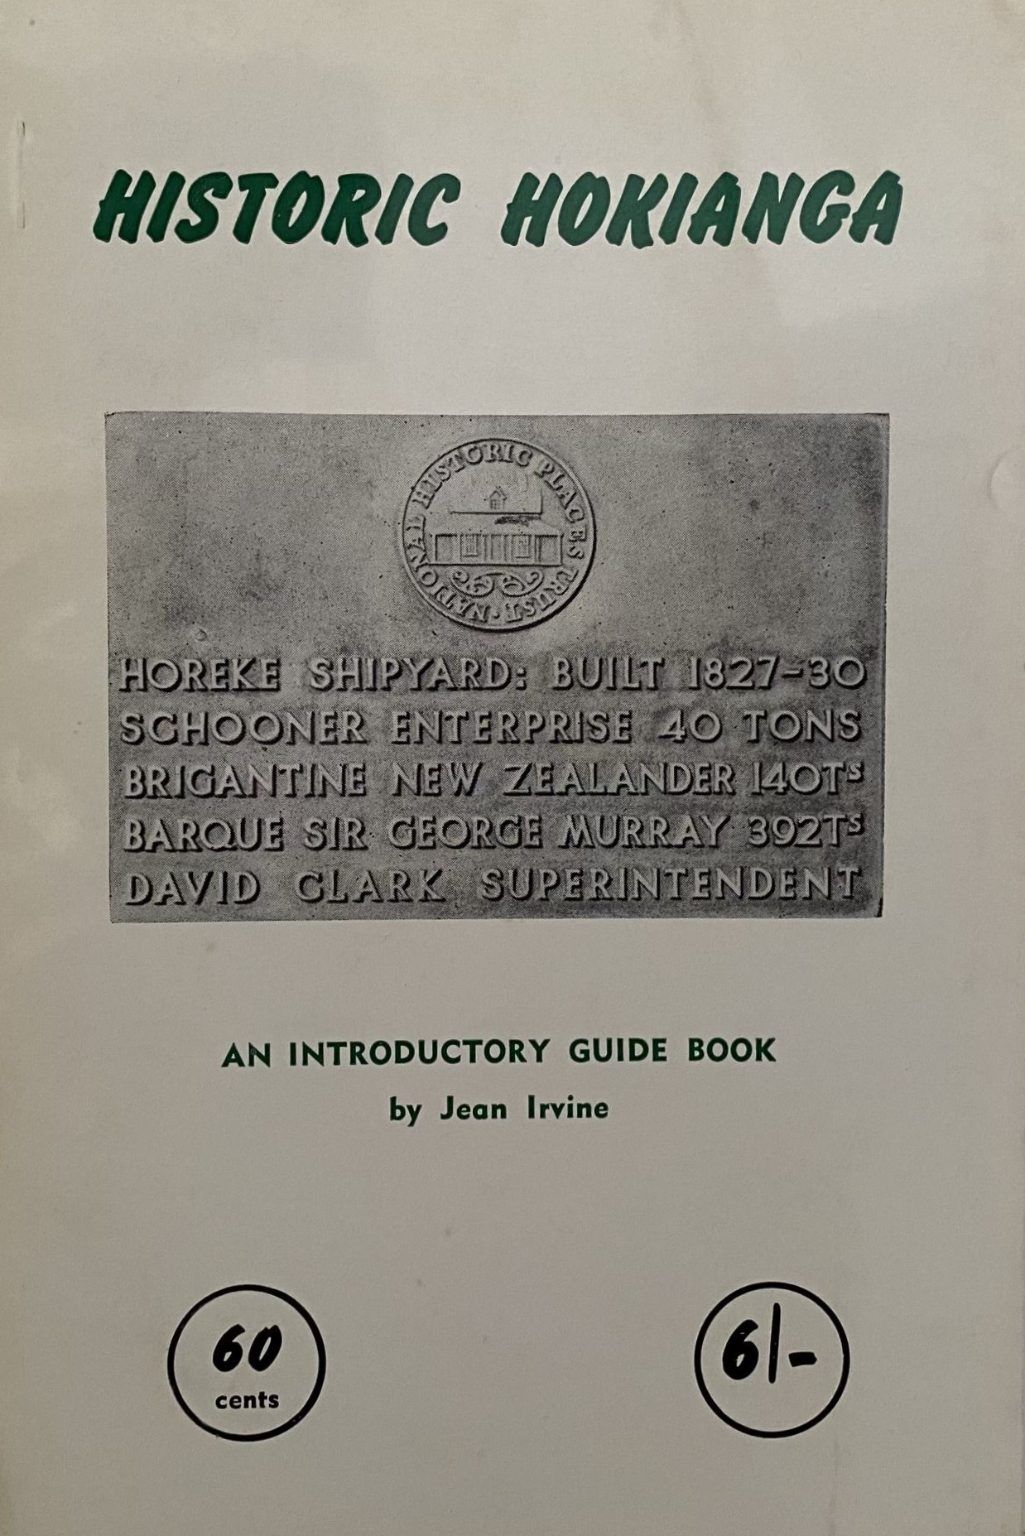 HISTORIC HOKIANGA
NATIONAL HISTORIC PLACES TRUST ·
HOREKE SHIPYARD: BUILT 1827-30
SCHOONER ENTERPRISE 40 TONS
BRIGANTINE NEW ZEALANDER 140Tˢ
BARQUE SIR GEORGE MURRAY 392Tˢ
DAVID CLARK SUPERINTENDENT
AN INTRODUCTORY GUIDE BOOK
by Jean Irvine
60
cents
6/-